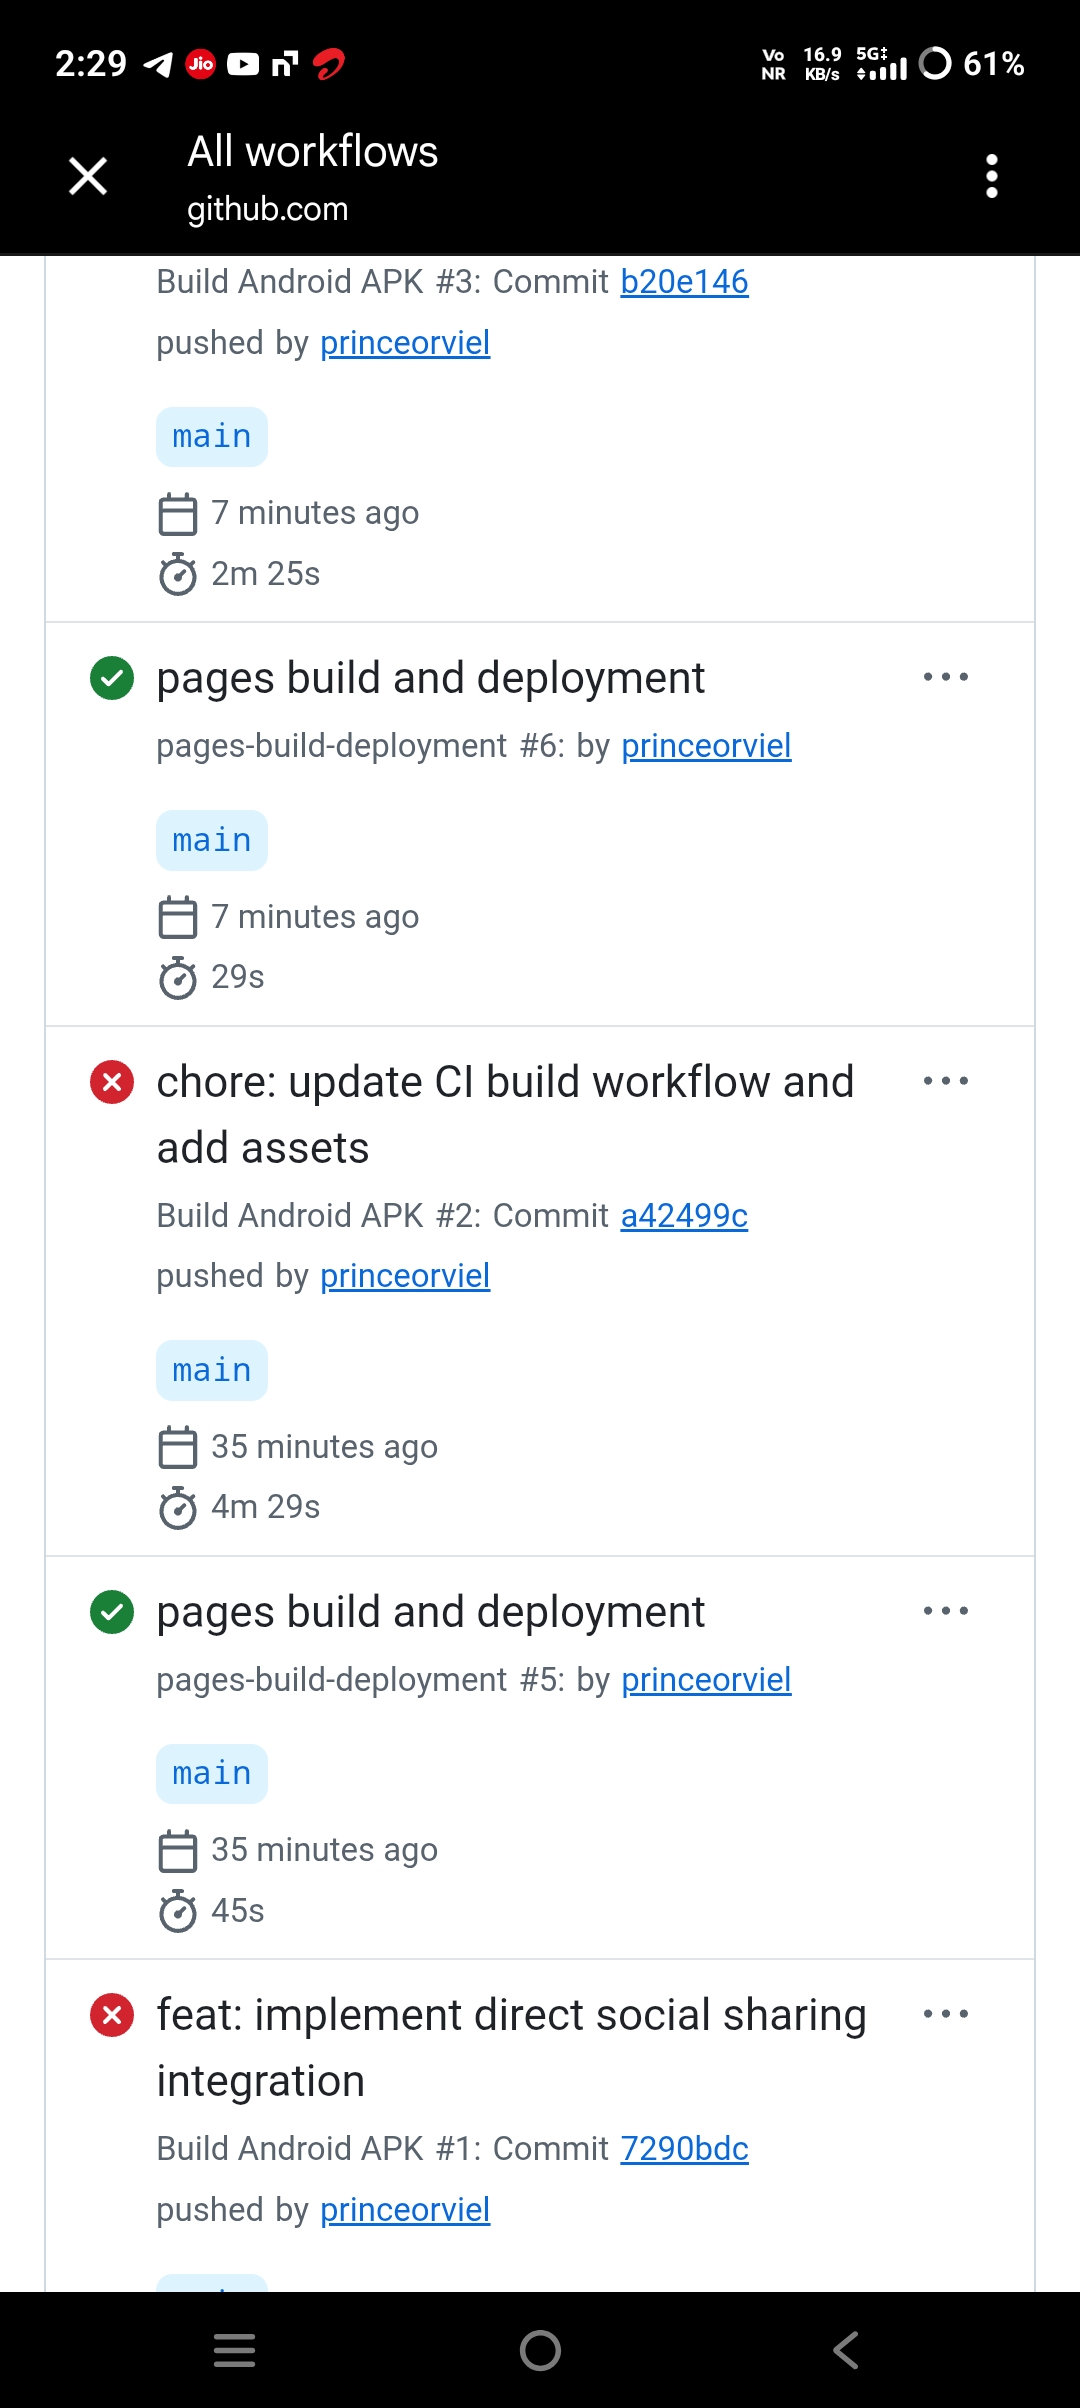 2:29 Jio Vo NR 16.9 KB/s 5G 61%
All workflows
github.com
Build Android APK #3: Commit b20e146
pushed by princeorviel
main
7 minutes ago
2m 25s
pages build and deployment
pages-build-deployment #6: by princeorviel
main
7 minutes ago
29s
chore: update CI build workflow and
add assets
Build Android APK #2: Commit a42499c
pushed by princeorviel
main
35 minutes ago
4m 29s
pages build and deployment
pages-build-deployment #5: by princeorviel
main
35 minutes ago
45s
feat: implement direct social sharing
integration
Build Android APK #1: Commit 7290bdc
pushed by princeorviel